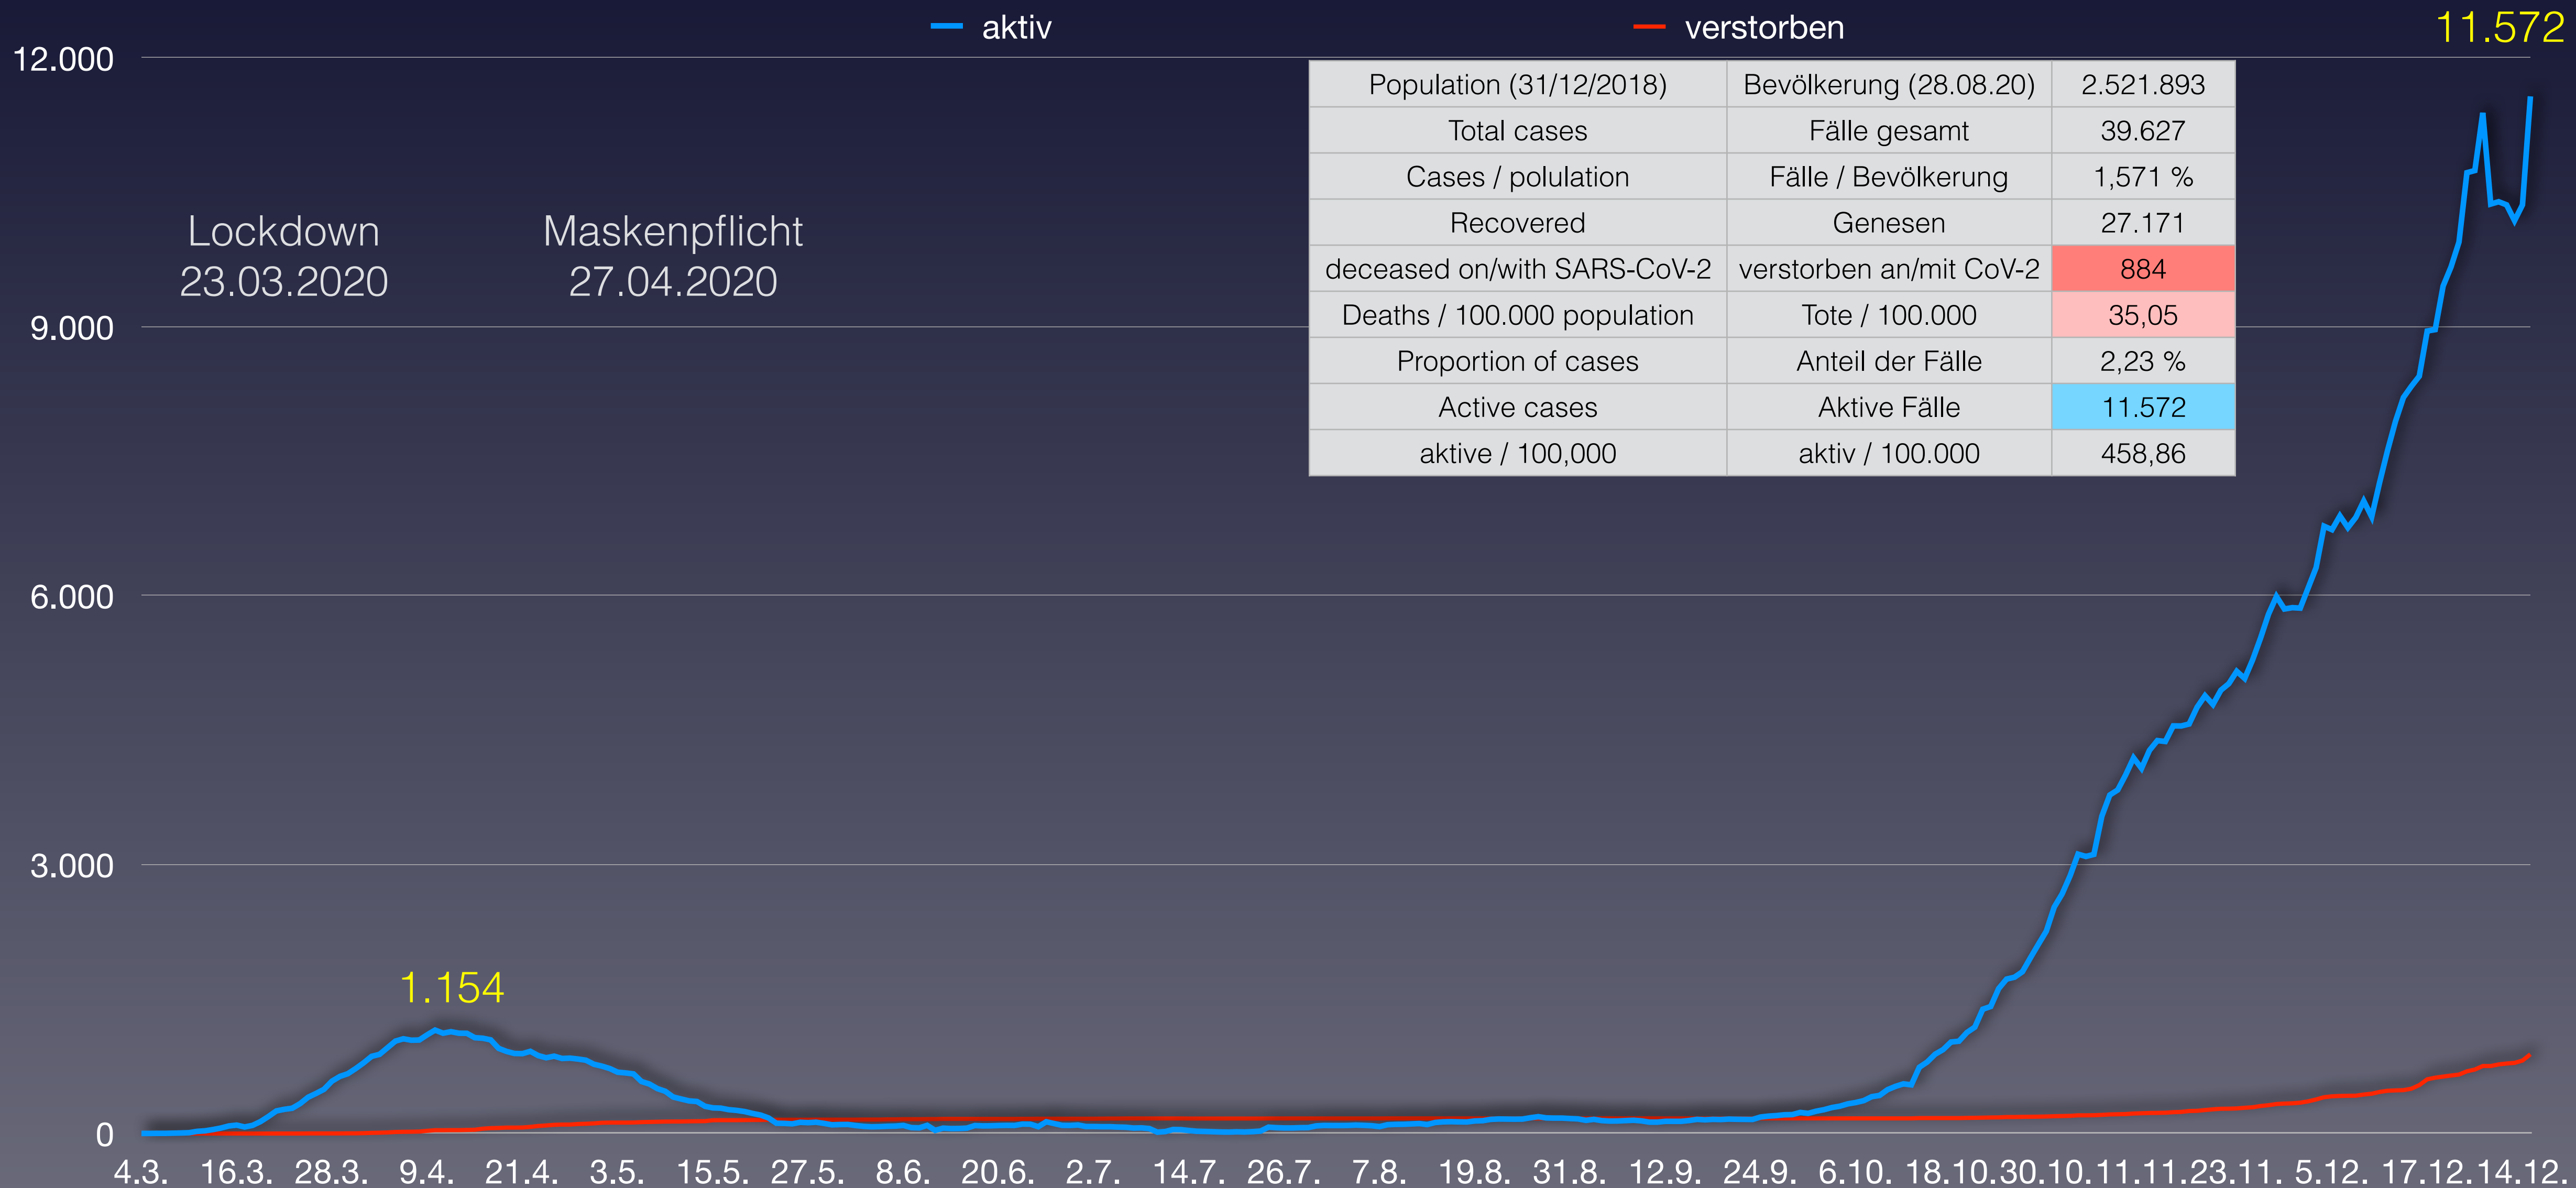 aktiv verstorben 11.572
12.000
Population (31/12/2018) Bevölkerung (28.08.20) 2.521.893
Total cases Fälle gesamt 39.627
Cases / polulation Fälle / Bevölkerung 1,571 %
Recovered Genesen 27.171
deceased on/with SARS-CoV-2 verstorben an/mit CoV-2 884
Deaths / 100.000 population Tote / 100.000 35,05
Proportion of cases Anteil der Fälle 2,23 %
Active cases Aktive Fälle 11.572
aktive / 100,000 aktiv / 100.000 458,86
Lockdown
23.03.2020
Maskenpflicht
27.04.2020
9.000
6.000
3.000
1.154
0
4.3. 16.3. 28.3. 9.4. 21.4. 3.5. 15.5. 27.5. 8.6. 20.6. 2.7. 14.7. 26.7. 7.8. 19.8. 31.8. 12.9. 24.9. 6.10. 18.10. 30.10. 11.11. 23.11. 5.12. 17.12. 14.12.